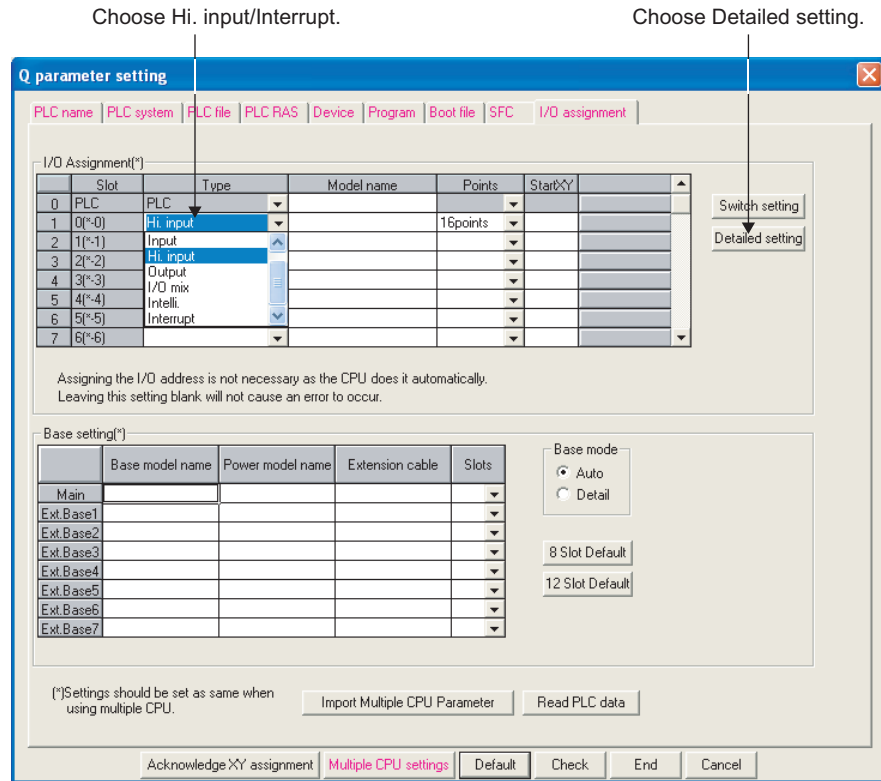 Choose Hi. input/Interrupt. Choose Detailed setting.
Q parameter setting
PLC name PLC system PLC file PLC RAS Device Program Boot file SFC I/O assignment
I/O Assignment(*)
Slot Type Model name Points StartXY
0 PLC PLC
Switch setting
1 0(*-0) Hi. input 16points
2 1(*-1) Input
Detailed setting
3 2(*-2) Hi. input
Output
4 3(*-3) I/O mix
5 4(*-4) Intelli.
6 5(*-5) Interrupt
7 6(*-6)
Assigning the I/O address is not necessary as the CPU does it automatically.
Leaving this setting blank will not cause an error to occur.
Base setting(*)
Base model name Power model name Extension cable Slots
Main
Ext.Base1
Ext.Base2
Ext.Base3
Ext.Base4
Ext.Base5
Ext.Base6
Ext.Base7
Base mode
Auto
Detail
8 Slot Default
12 Slot Default
(*)Settings should be set as same when
using multiple CPU.
Import Multiple CPU Parameter Read PLC data
Acknowledge XY assignment Multiple CPU settings Default Check End Cancel